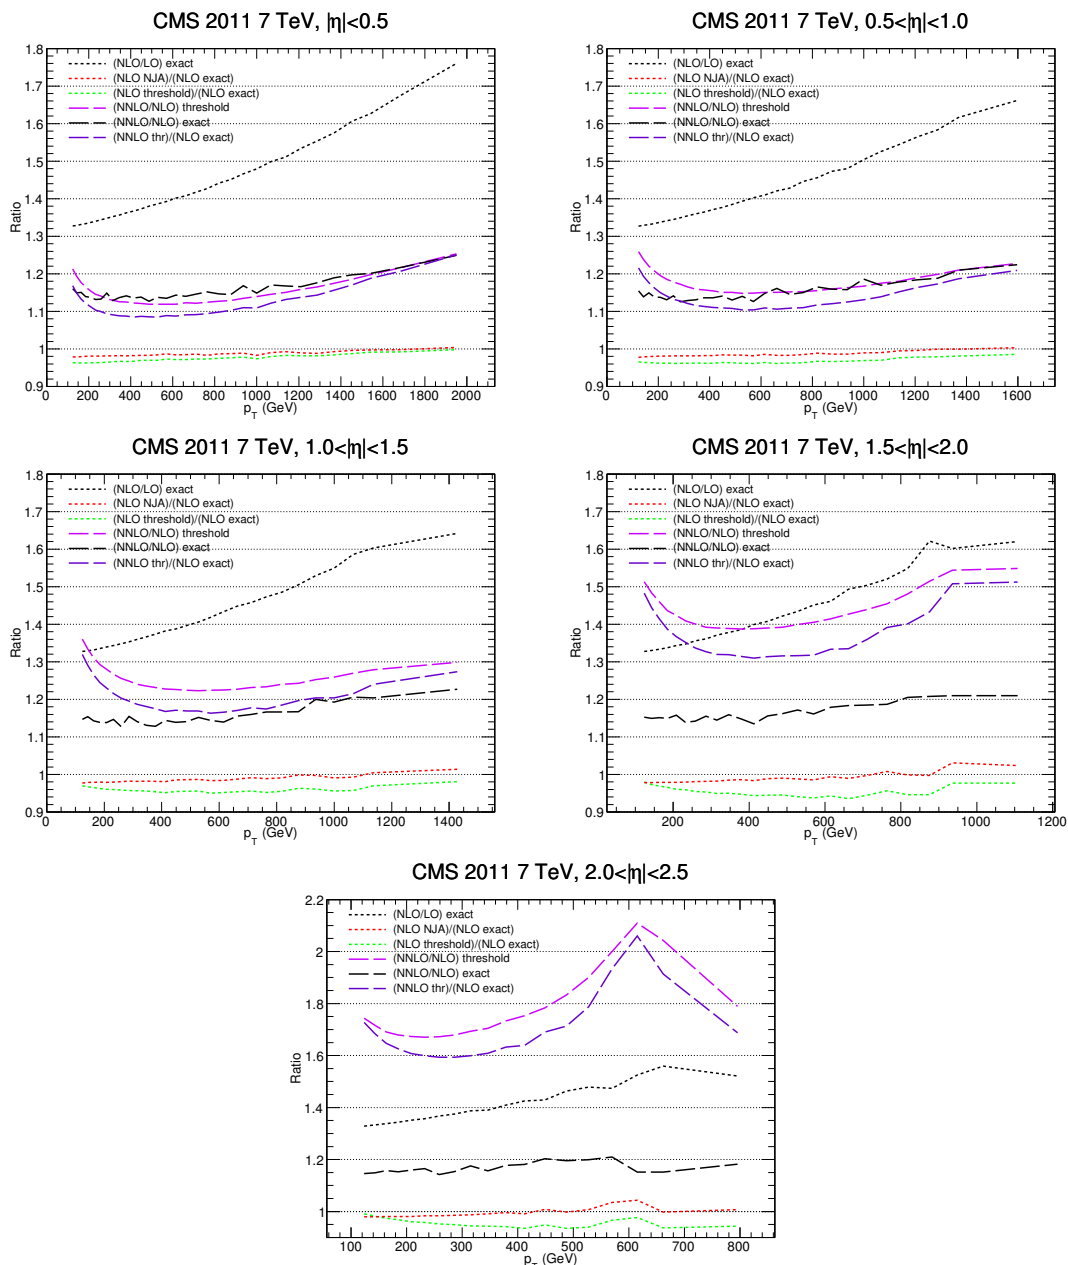 CMS 2011 7 TeV, |η|<0.5
1.8
1.7
1.6
1.5
1.4
1.3
1.2
1.1
1
0.9
Ratio
(NLO/LO) exact
(NLO NJA)/(NLO exact)
(NLO threshold)/(NLO exact)
(NNLO/NLO) threshold
(NNLO/NLO) exact
(NNLO thr)/(NLO exact)
0 200 400 600 800 1000 1200 1400 1600 1800 2000
p_T (GeV)
CMS 2011 7 TeV, 0.5<|η|<1.0
1.8
1.7
1.6
1.5
1.4
1.3
1.2
1.1
1
0.9
Ratio
(NLO/LO) exact
(NLO NJA)/(NLO exact)
(NLO threshold)/(NLO exact)
(NNLO/NLO) threshold
(NNLO/NLO) exact
(NNLO thr)/(NLO exact)
0 200 400 600 800 1000 1200 1400 1600
p_T (GeV)
CMS 2011 7 TeV, 1.0<|η|<1.5
1.8
1.7
1.6
1.5
1.4
1.3
1.2
1.1
1
0.9
Ratio
(NLO/LO) exact
(NLO NJA)/(NLO exact)
(NLO threshold)/(NLO exact)
(NNLO/NLO) threshold
(NNLO/NLO) exact
(NNLO thr)/(NLO exact)
0 200 400 600 800 1000 1200 1400
p_T (GeV)
CMS 2011 7 TeV, 1.5<|η|<2.0
1.8
1.7
1.6
1.5
1.4
1.3
1.2
1.1
1
0.9
Ratio
(NLO/LO) exact
(NLO NJA)/(NLO exact)
(NLO threshold)/(NLO exact)
(NNLO/NLO) threshold
(NNLO/NLO) exact
(NNLO thr)/(NLO exact)
200 400 600 800 1000 1200
p_T (GeV)
CMS 2011 7 TeV, 2.0<|η|<2.5
2.2
2
1.8
1.6
1.4
1.2
1
Ratio
(NLO/LO) exact
(NLO NJA)/(NLO exact)
(NLO threshold)/(NLO exact)
(NNLO/NLO) threshold
(NNLO/NLO) exact
(NNLO thr)/(NLO exact)
100 200 300 400 500 600 700 800
p_T (GeV)